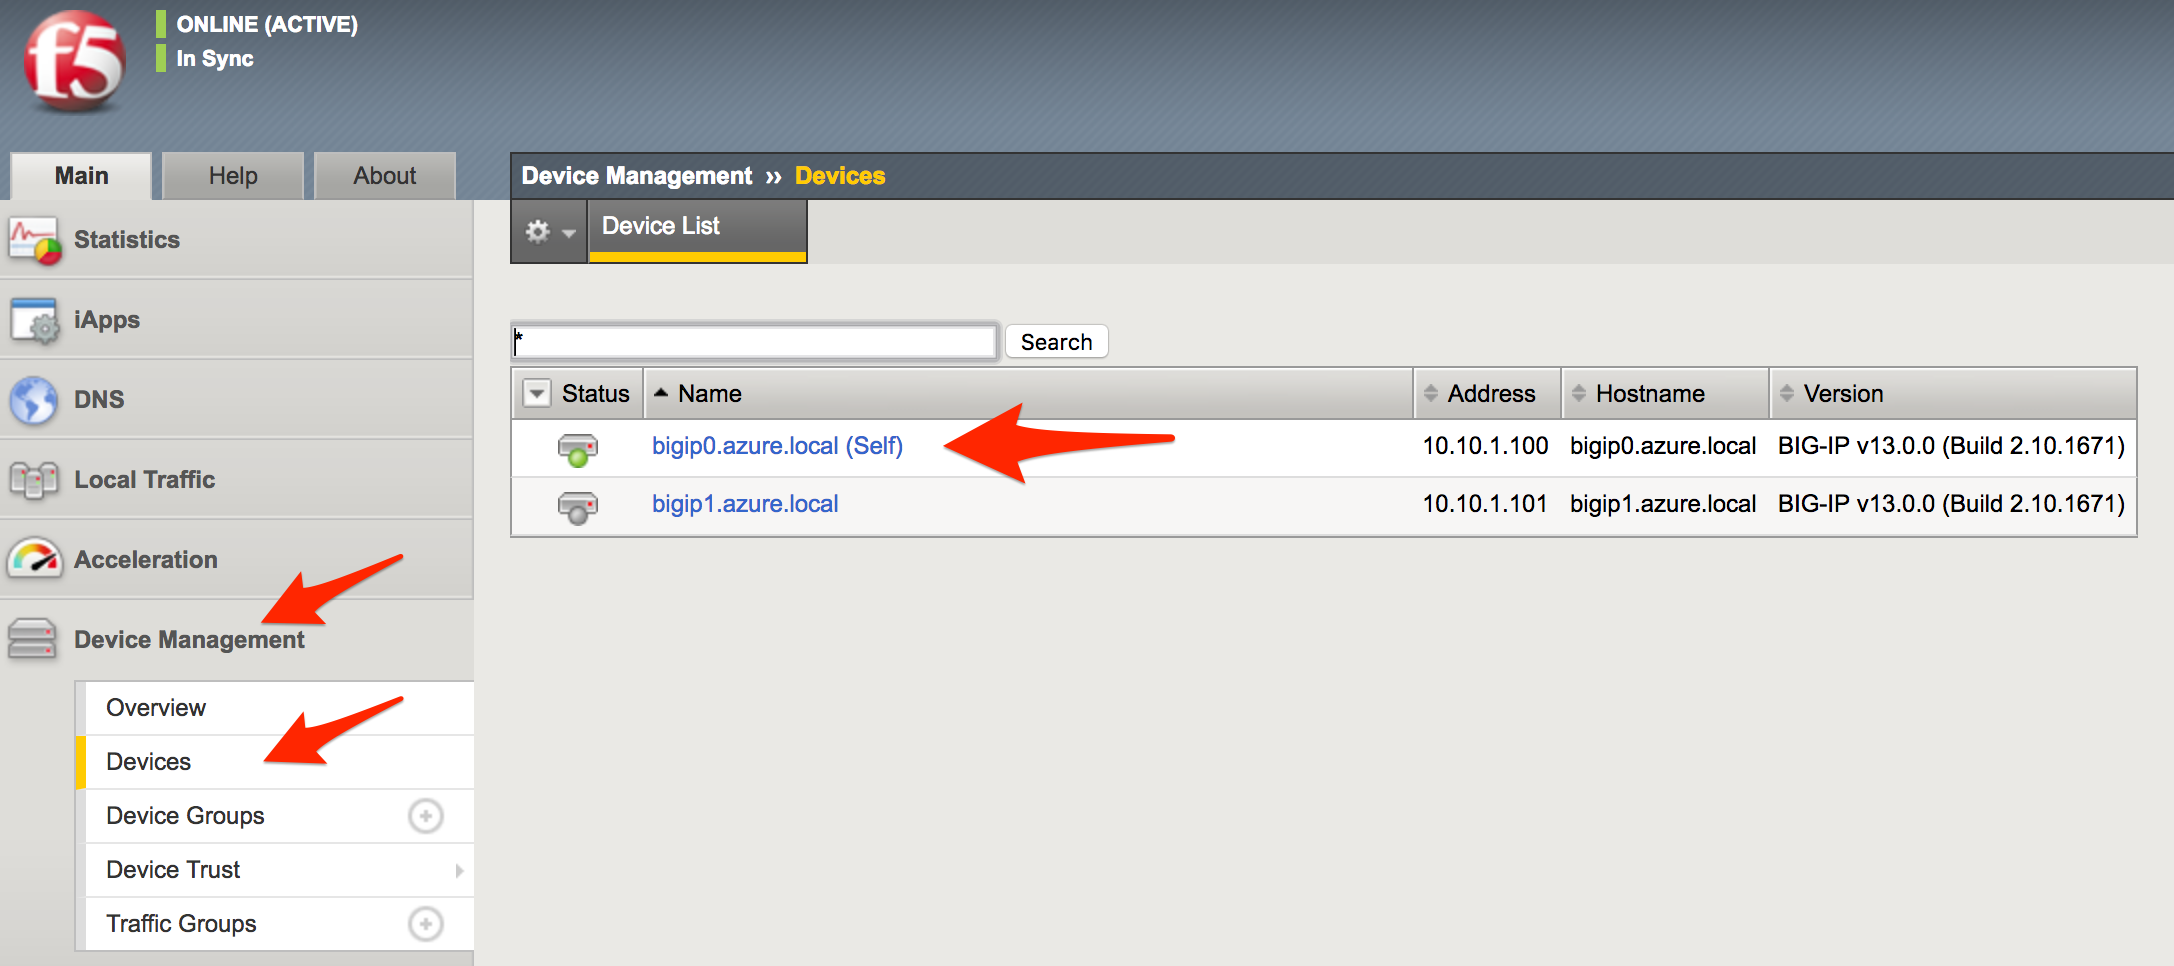 f5
ONLINE (ACTIVE)
In Sync
Main Help About
Device Management ›› Devices
Device List
Statistics
iApps
DNS
Local Traffic
Acceleration
Device Management
Overview
Devices
Device Groups
Device Trust
Traffic Groups
* Search
Status Name Address Hostname Version
bigip0.azure.local (Self) 10.10.1.100 bigip0.azure.local BIG-IP v13.0.0 (Build 2.10.1671)
bigip1.azure.local 10.10.1.101 bigip1.azure.local BIG-IP v13.0.0 (Build 2.10.1671)